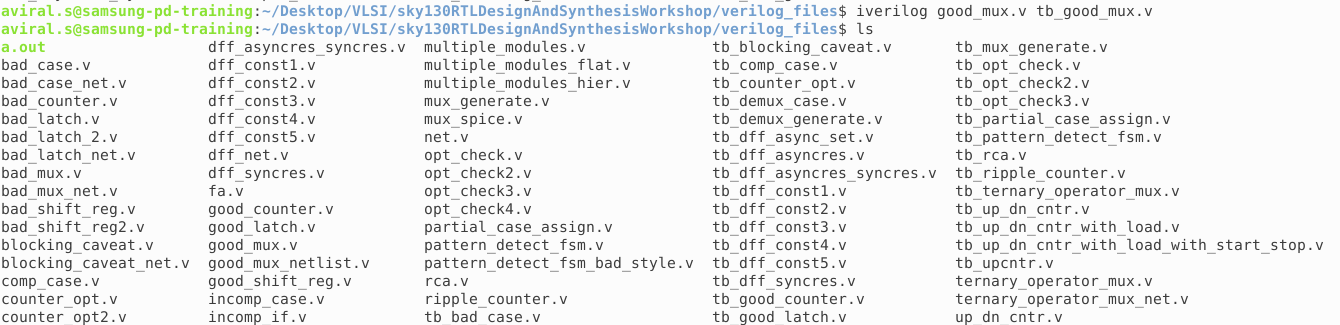 aviral.s@samsung-pd-training:~/Desktop/VLSI/sky130RTLDesignAndSynthesisWorkshop/verilog_files$ iverilog good_mux.v tb_good_mux.v
aviral.s@samsung-pd-training:~/Desktop/VLSI/sky130RTLDesignAndSynthesisWorkshop/verilog_files$ ls
a.out dff_asyncres_syncres.v multiple_modules.v tb_blocking_caveat.v tb_mux_generate.v
bad_case.v dff_const1.v multiple_modules_flat.v tb_comp_case.v tb_opt_check.v
bad_case_net.v dff_const2.v multiple_modules_hier.v tb_counter_opt.v tb_opt_check2.v
bad_counter.v dff_const3.v mux_generate.v tb_demux_case.v tb_opt_check3.v
bad_latch.v dff_const4.v mux_spice.v tb_demux_generate.v tb_partial_case_assign.v
bad_latch_2.v dff_const5.v net.v tb_dff_async_set.v tb_pattern_detect_fsm.v
bad_latch_net.v dff_net.v opt_check.v tb_dff_asyncres.v tb_rca.v
bad_mux.v dff_syncres.v opt_check2.v tb_dff_asyncres_syncres.v tb_ripple_counter.v
bad_mux_net.v fa.v opt_check3.v tb_dff_const1.v tb_ternary_operator_mux.v
bad_shift_reg.v good_counter.v opt_check4.v tb_dff_const2.v tb_up_dn_cntr.v
bad_shift_reg2.v good_latch.v partial_case_assign.v tb_dff_const3.v tb_up_dn_cntr_with_load.v
blocking_caveat.v good_mux.v pattern_detect_fsm.v tb_dff_const4.v tb_up_dn_cntr_with_load_with_start_stop.v
blocking_caveat_net.v good_mux_netlist.v pattern_detect_fsm_bad_style.v tb_dff_const5.v tb_upcntr.v
comp_case.v good_shift_reg.v rca.v tb_dff_syncres.v ternary_operator_mux.v
counter_opt.v incomp_case.v ripple_counter.v tb_good_counter.v ternary_operator_mux_net.v
counter_opt2.v incomp_if.v tb_bad_case.v tb_good_latch.v up_dn_cntr.v